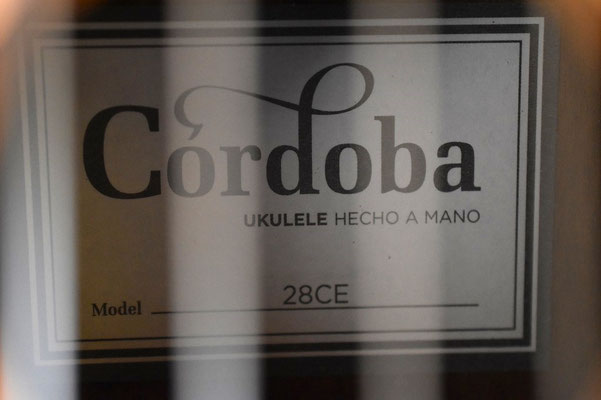 Córdoba
UKULELE HECHO A MANO
Model 28CE